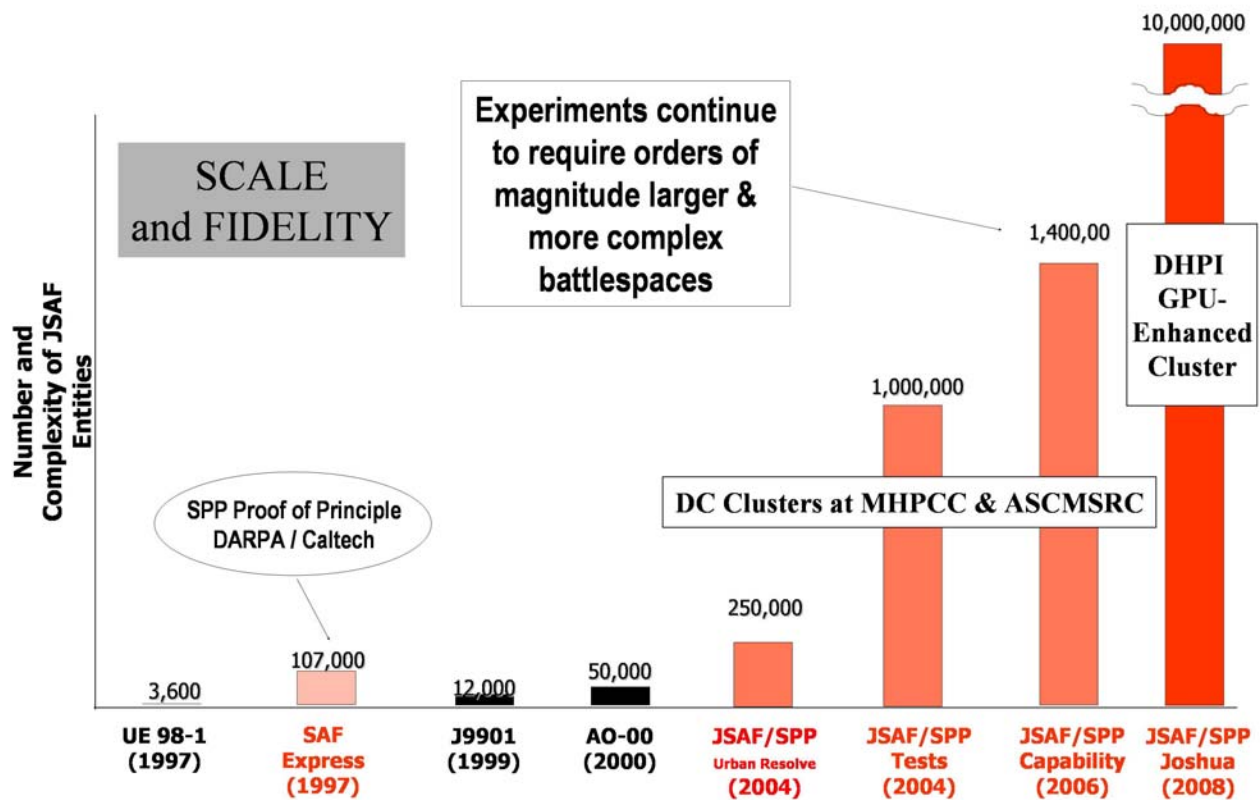 10,000,000
Experiments continue
to require orders of
magnitude larger &
more complex
battlespaces
SCALE
and FIDELITY
1,400,00
DHPI
GPU-
Enhanced
Cluster
Number and
Complexity of JSAF
Entities
1,000,000
SPP Proof of Principle
DARPA / Caltech
DC Clusters at MHPCC & ASCMSRC
250,000
107,000
50,000
12,000
3,600
UE 98-1
(1997)
SAF
Express
(1997)
J9901
(1999)
AO-00
(2000)
JSAF/SPP
Urban Resolve
(2004)
JSAF/SPP
Tests
(2004)
JSAF/SPP
Capability
(2006)
JSAF/SPP
Joshua
(2008)